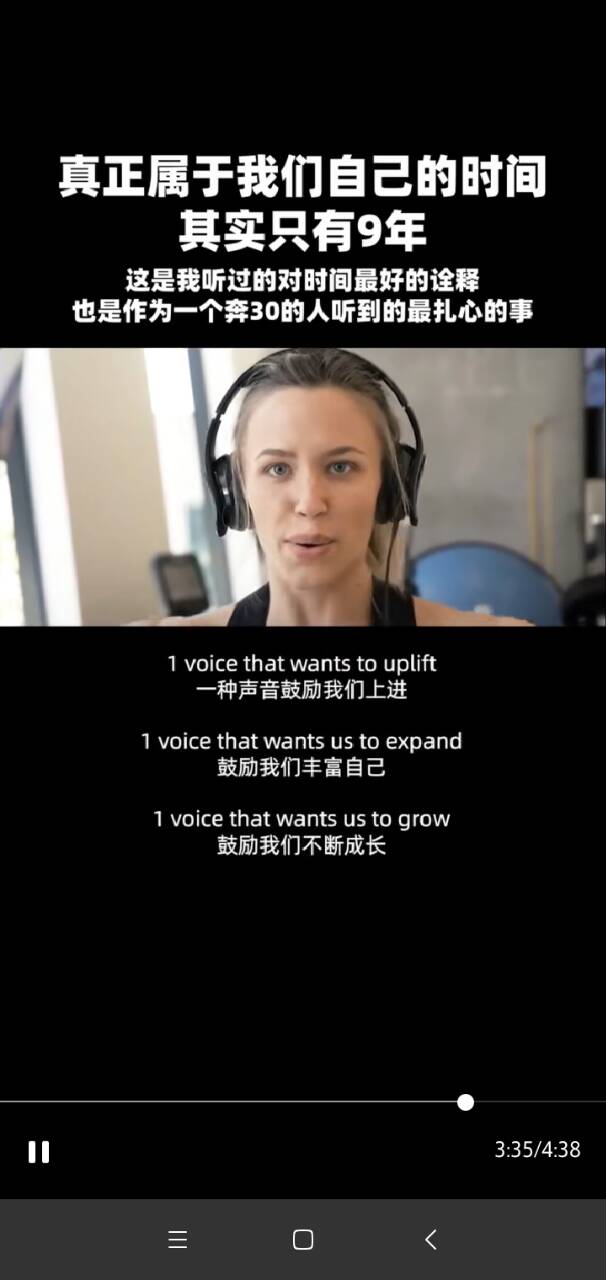 真正属于我们自己的时间
其实只有9年
这是我听过的对时间最好的诠释
也是作为一个奔30的人听到的最扎心的事
1 voice that wants to uplift
一种声音鼓励我们上进
1 voice that wants us to expand
鼓励我们丰富自己
1 voice that wants us to grow
鼓励我们不断成长
3:35/4:38